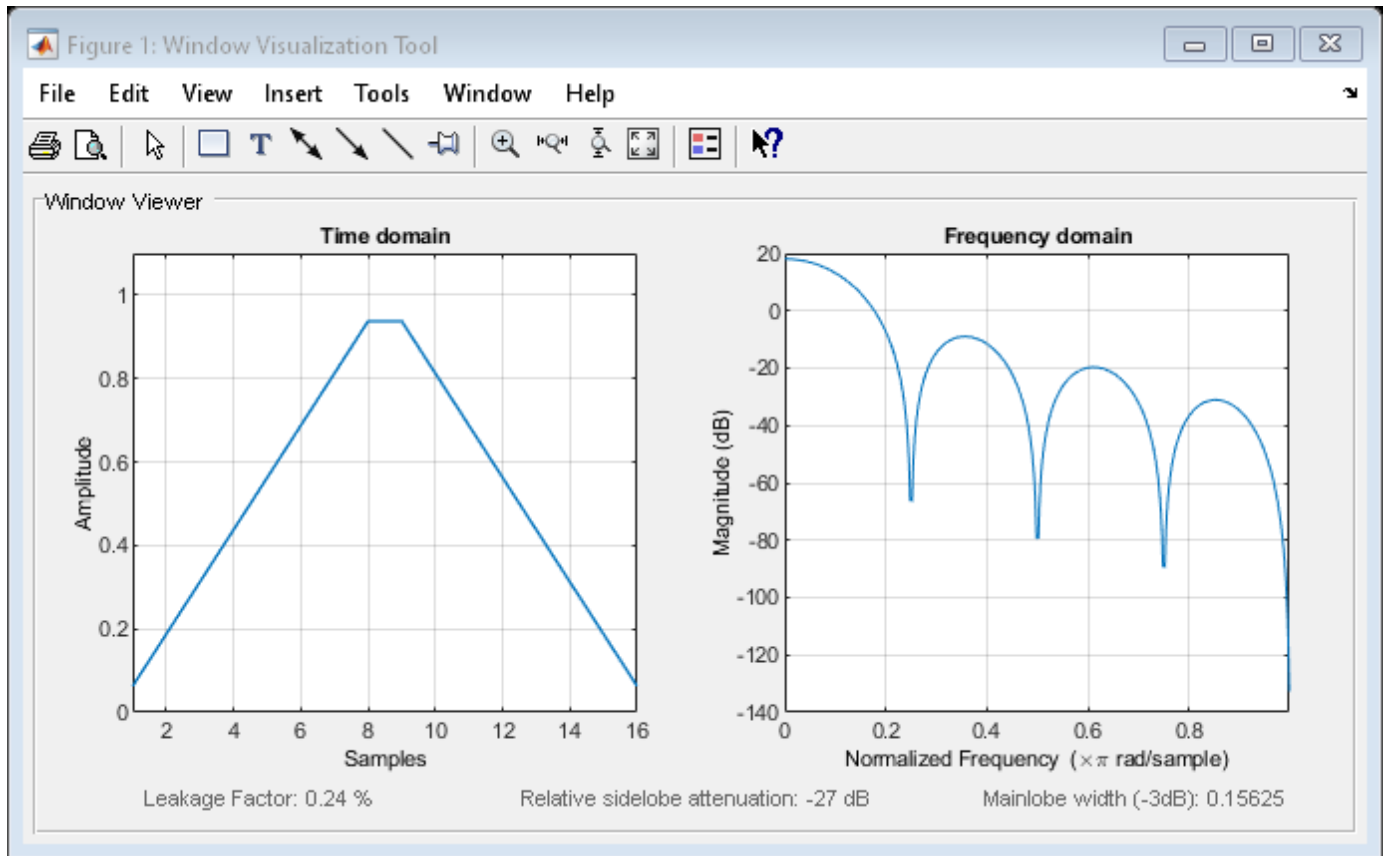 Figure 1: Window Visualization Tool
File Edit View Insert Tools Window Help
T ?
Window Viewer
Time domain
1
0.8
0.6
0.4
0.2
0
Amplitude
2 4 6 8 10 12 14 16
Samples
Frequency domain
20
0
-20
-40
-60
-80
-100
-120
-140
Magnitude (dB)
0 0.2 0.4 0.6 0.8
Normalized Frequency (×π rad/sample)
Leakage Factor: 0.24 % Relative sidelobe attenuation: -27 dB Mainlobe width (-3dB): 0.15625